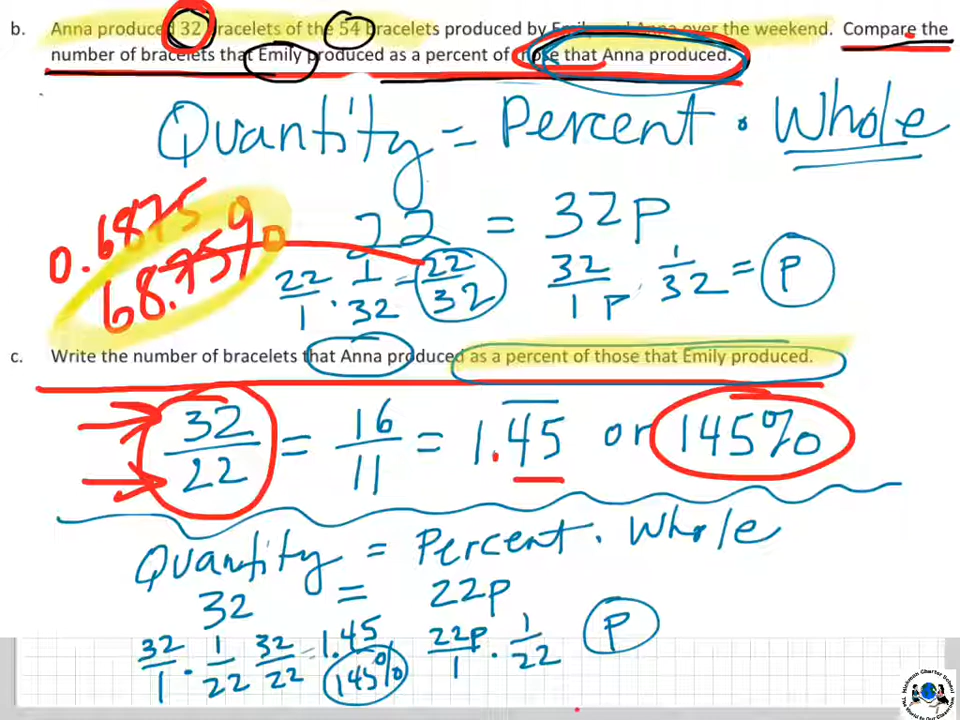 b. Anna produced 32 bracelets of the 54 bracelets produced by Emily and Anna over the weekend. Compare the
number of bracelets that Emily produced as a percent of those that Anna produced.
Quantity = Percent · Whole
0.6875
68.75%
22 = 32p
22/1 · 1/32 = 22/32 32/1 p · 1/32 = p
c. Write the number of bracelets that Anna produced as a percent of those that Emily produced.
32/22 = 16/11 = 1.4̅5̅ or 145%
Quantity = Percent · Whole
32 = 22p
32/1 · 1/22 32/22 = 1.45 22p/1 · 1/22 p
145%